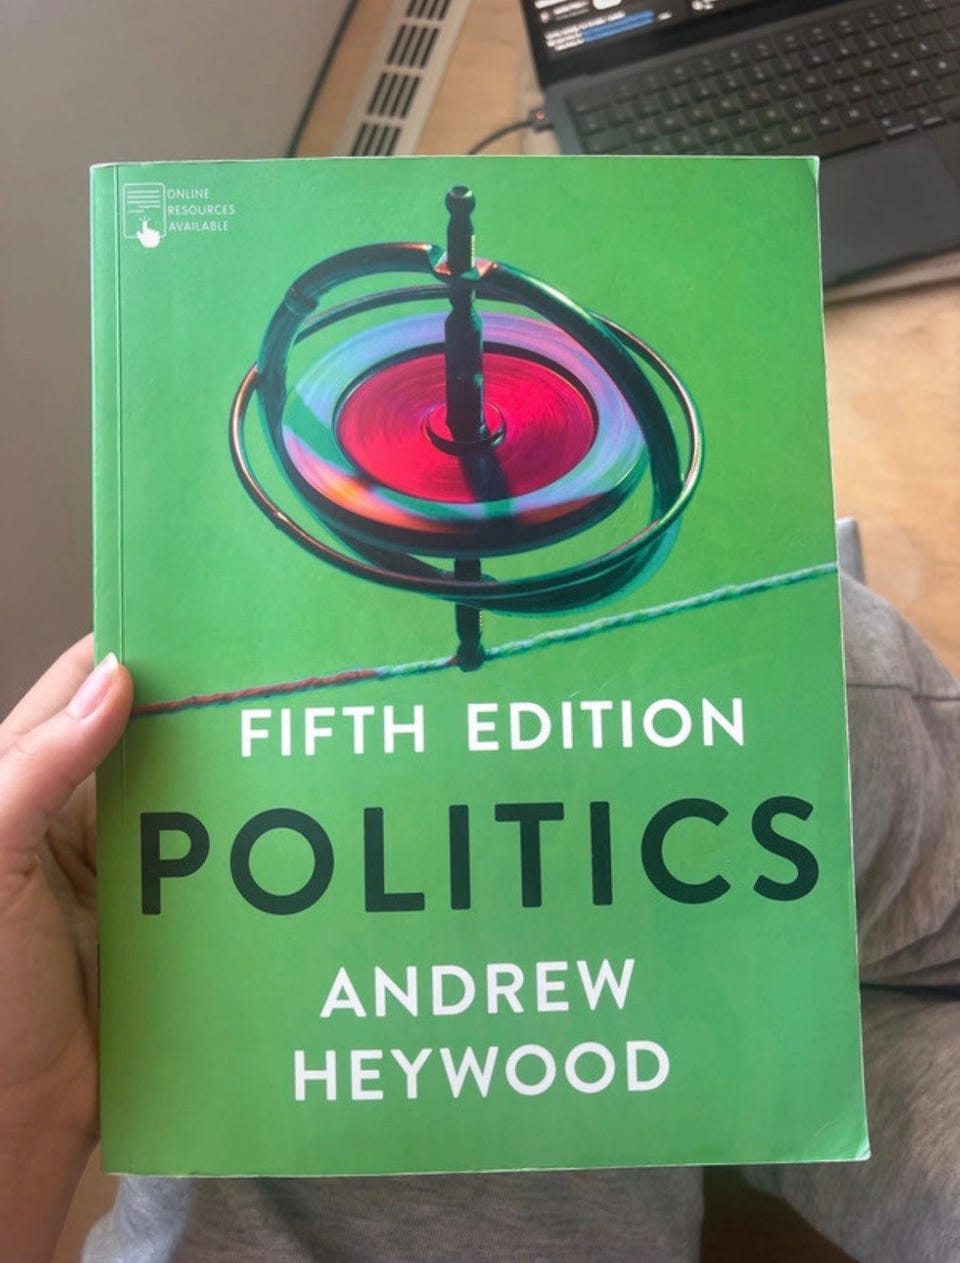 ONLINE
RESOURCES
AVAILABLE
FIFTH EDITION
POLITICS
ANDREW
HEYWOOD